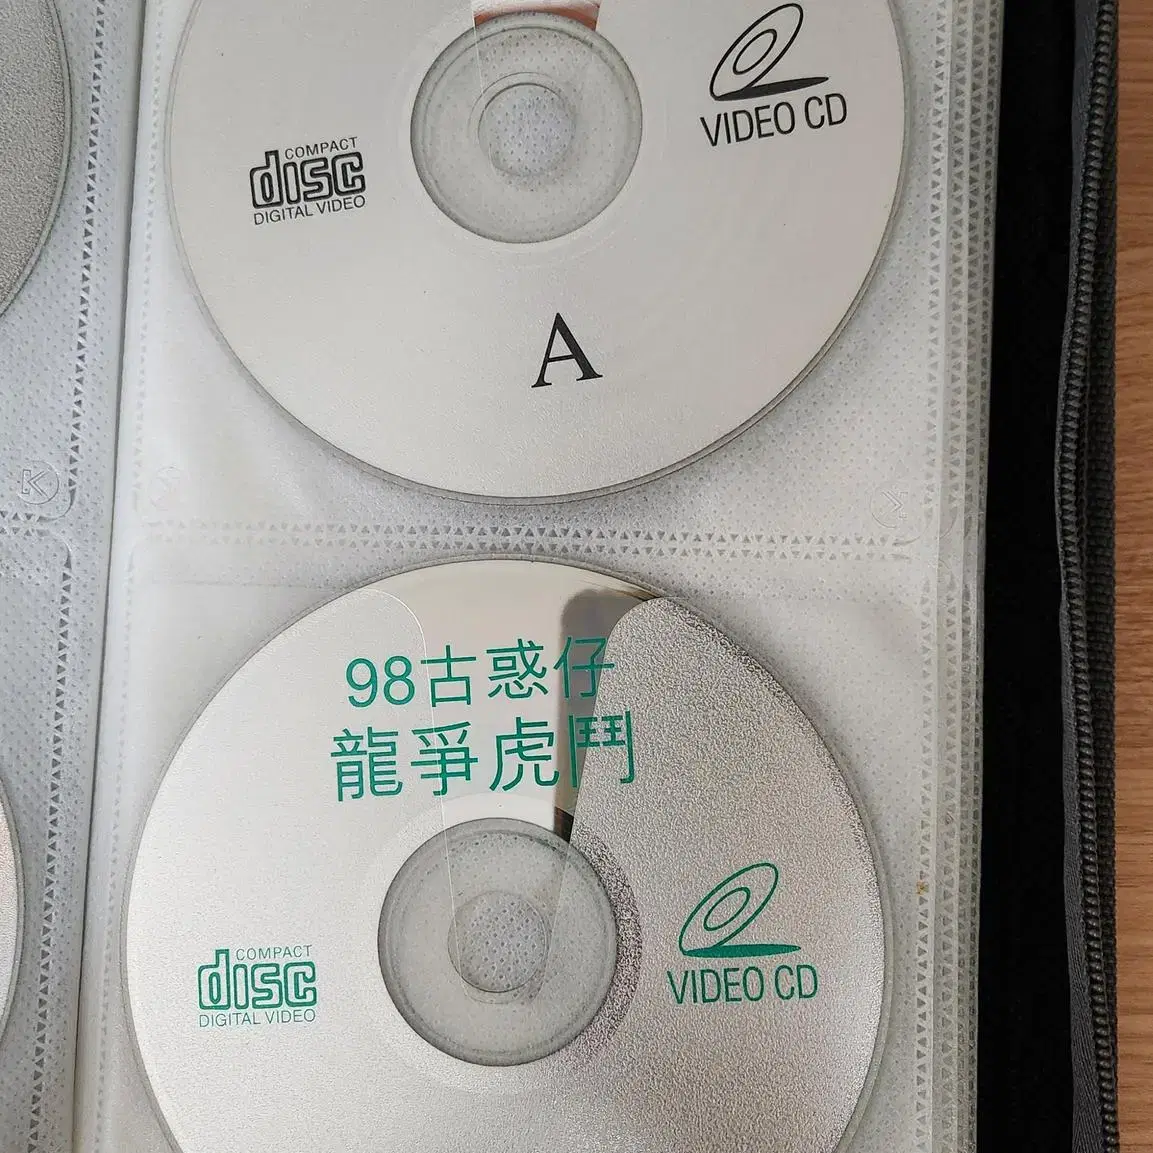 VIDEO CD
COMPACT
disc
DIGITAL VIDEO
A
98古惑仔
龍爭虎鬥
VIDEO CD
COMPACT
disc
DIGITAL VIDEO